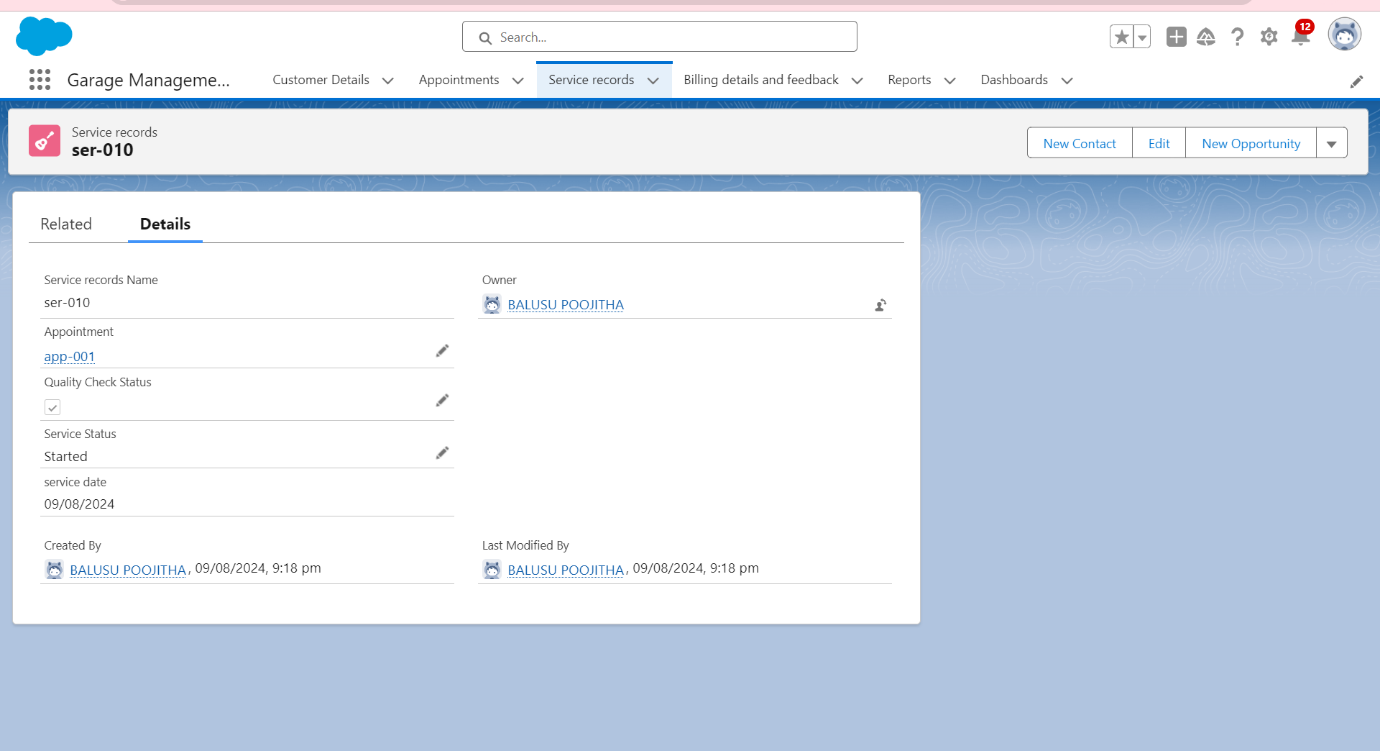 Search...
12
Garage Manageme...
Customer Details
Appointments
Service records
Billing details and feedback
Reports
Dashboards
Service records
ser-010
New Contact
Edit
New Opportunity
Related
Details
Service records Name
ser-010
Owner
BALUSU POOJITHA
Appointment
app-001
Quality Check Status
Service Status
Started
service date
09/08/2024
Created By
BALUSU POOJITHA, 09/08/2024, 9:18 pm
Last Modified By
BALUSU POOJITHA, 09/08/2024, 9:18 pm